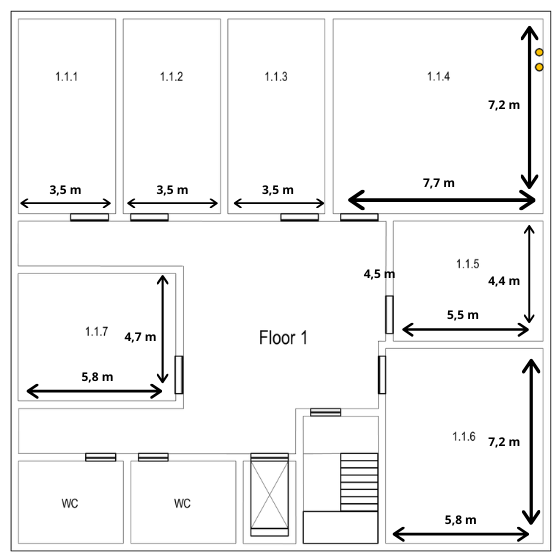 1.1.1
1.1.2
1.1.3
1.1.4
7,2 m
3,5 m
3,5 m
3,5 m
7,7 m
4,5 m
1.1.5
4,4 m
5,5 m
1.1.7
4,7 m
Floor 1
5,8 m
1.1.6
7,2 m
WC
WC
5,8 m